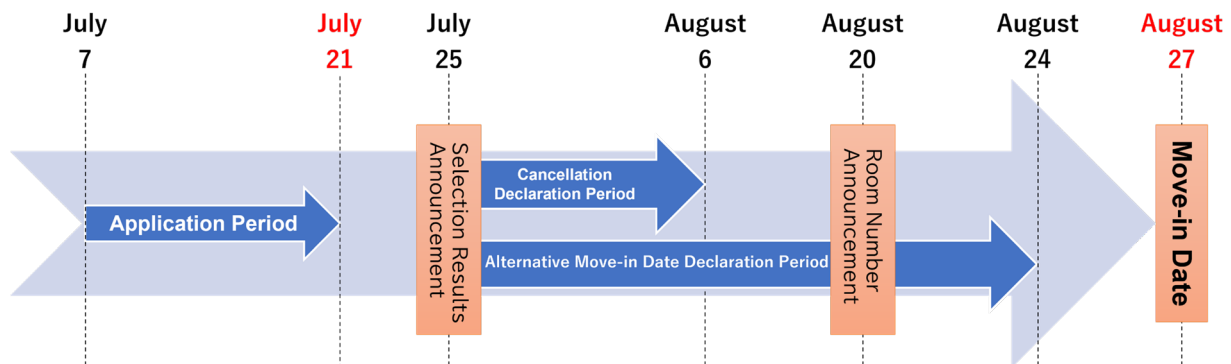 July
7
July
21
July
25
August
6
August
20
August
24
August
27
Application Period
Selection Results
Announcement
Cancellation
Declaration Period
Alternative Move-in Date Declaration Period
Room Number
Announcement
Move-in Date